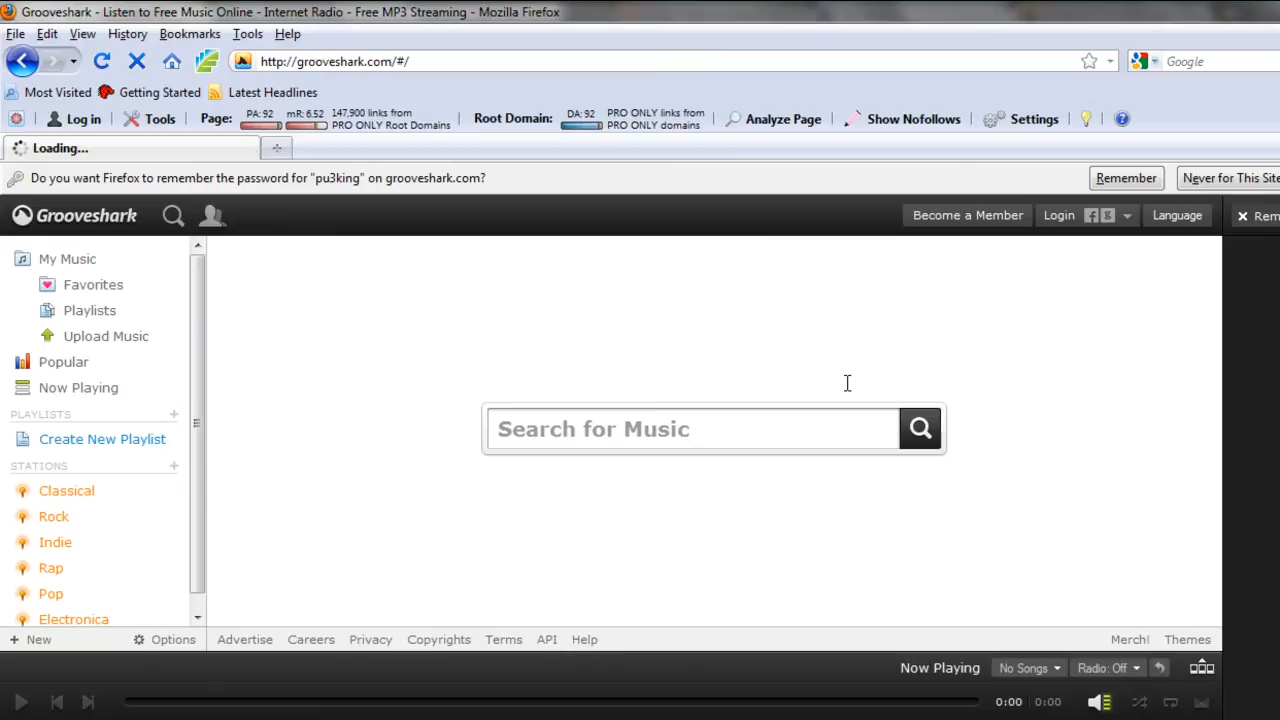 Grooveshark - Listen to Free Music Online - Internet Radio - Free MP3 Streaming - Mozilla Firefox
File Edit View History Bookmarks Tools Help
http://grooveshark.com/#/ Google
Most Visited Getting Started Latest Headlines
Log in Tools Page: PA: 92 mR: 6.52 147,900 links from PRO ONLY Root Domains Root Domain: DA: 92 PRO ONLY links from PRO ONLY domains Analyze Page Show Nofollows Settings
Loading...
Do you want Firefox to remember the password for "pu3king" on grooveshark.com? Remember Never for This Site
Grooveshark Become a Member Login f g Language Rem
My Music
Favorites
Playlists
Upload Music
Popular
Now Playing
PLAYLISTS
Create New Playlist
STATIONS
Classical
Rock
Indie
Rap
Pop
Electronica
Search for Music
New Options Advertise Careers Privacy Copyrights Terms API Help Merch! Themes
Now Playing No Songs Radio: Off
0:00 0:00